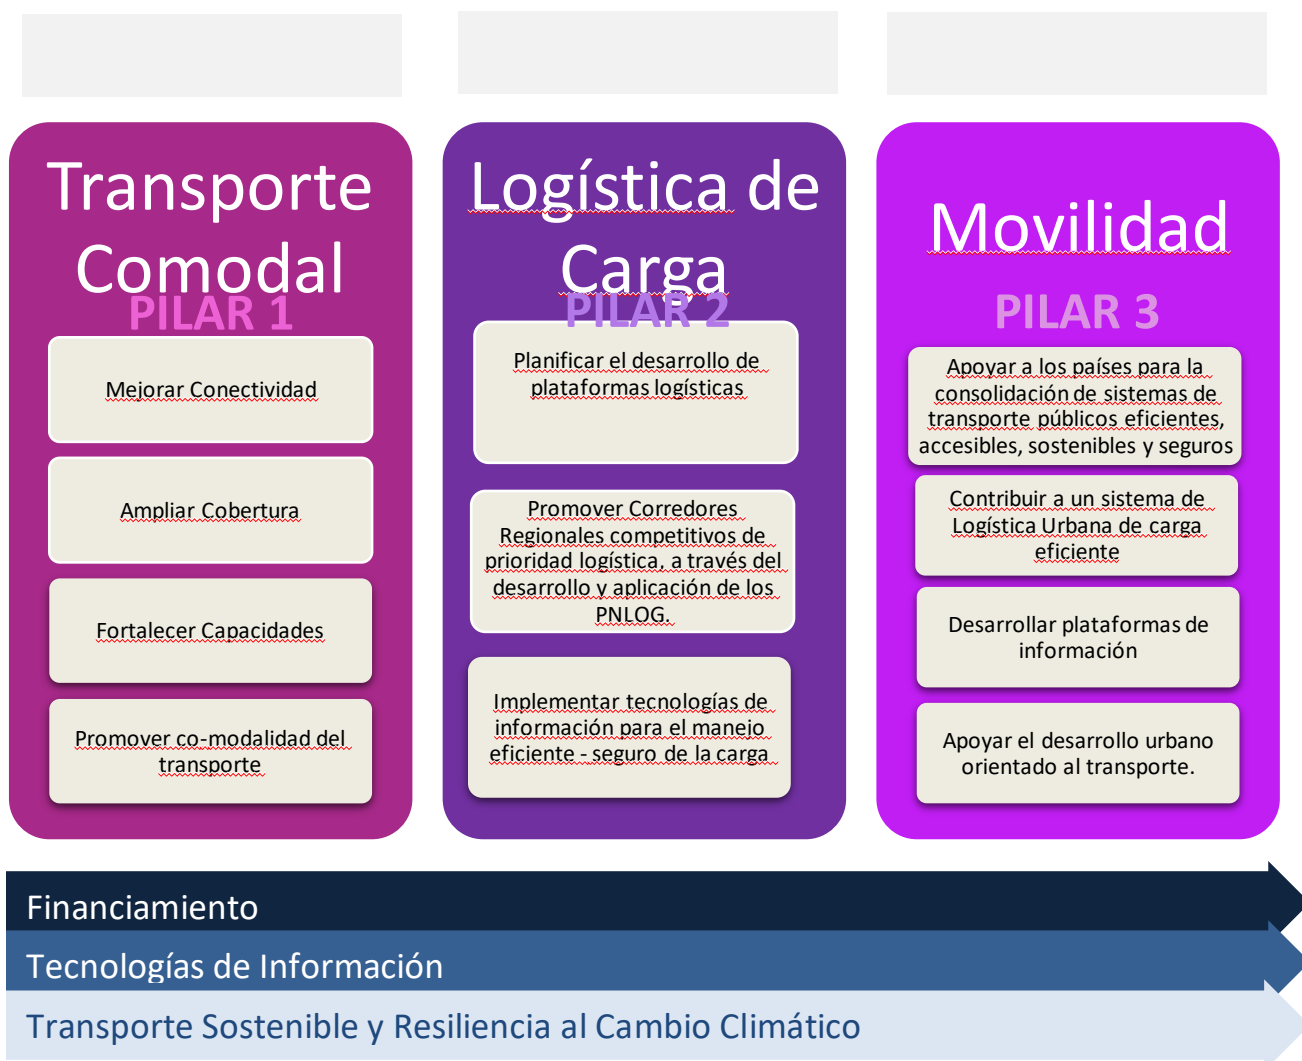 Transporte
Comodal
PILAR 1
Mejorar Conectividad
Ampliar Cobertura
Fortalecer Capacidades
Promover co-modalidad del
transporte
Logística de
Carga
PILAR 2
Planificar el desarrollo de
plataformas logísticas
Promover Corredores
Regionales competitivos de
prioridad logística, a través del
desarrollo y aplicación de los
PNLOG.
Implementar tecnologías de
información para el manejo
eficiente - seguro de la carga
Movilidad
PILAR 3
Apoyar a los países para la
consolidación de sistemas de
transporte públicos eficientes,
accesibles, sostenibles y seguros
Contribuir a un sistema de
Logística Urbana de carga
eficiente
Desarrollar plataformas de
información
Apoyar el desarrollo urbano
orientado al transporte.
Financiamiento
Tecnologías de Información
Transporte Sostenible y Resiliencia al Cambio Climático